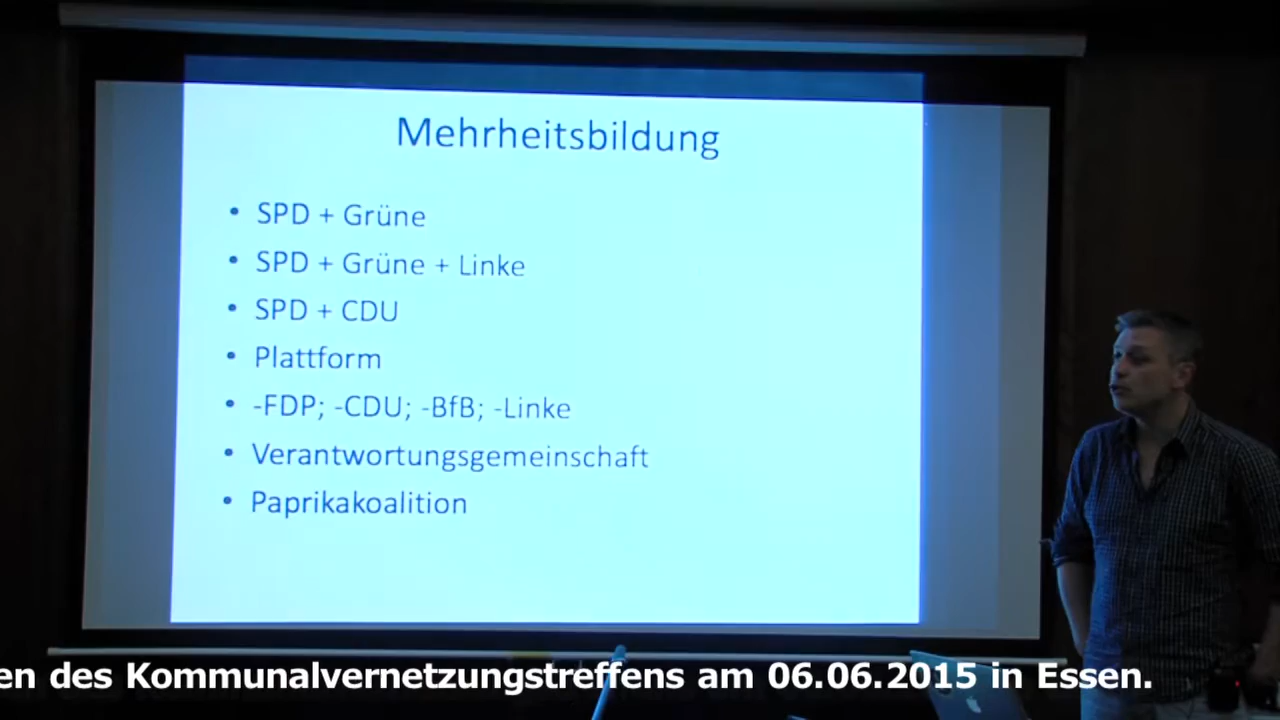 Mehrheitsbildung
• SPD + Grüne
• SPD + Grüne + Linke
• SPD + CDU
• Plattform
• -FDP; -CDU; -BfB; -Linke
• Verantwortungsgemeinschaft
• Paprikakoalition
des Kommunalvernetzungstreffens am 06.06.2015 in Essen.